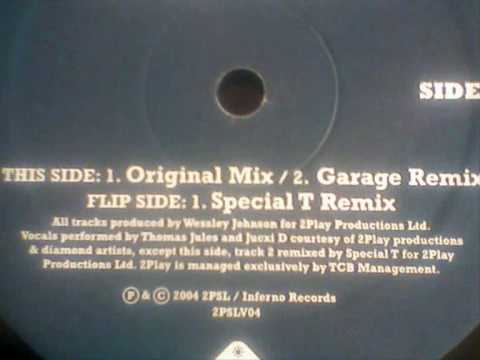 SIDE
THIS SIDE: 1. Original Mix / 2. Garage Remix
FLIP SIDE: 1. Special T Remix
All tracks produced by Wessley Johnson for 2Play Productions Ltd.
Vocals performed by Thomas Jules and Jucxi D courtesy of 2Play productions
& diamond artists, except this side, track 2 remixed by Special T for 2Play
Productions Ltd. 2Play is managed exclusively by TCB Management.
Ⓟ & © 2004 2PSL / Inferno Records
2PSLV04